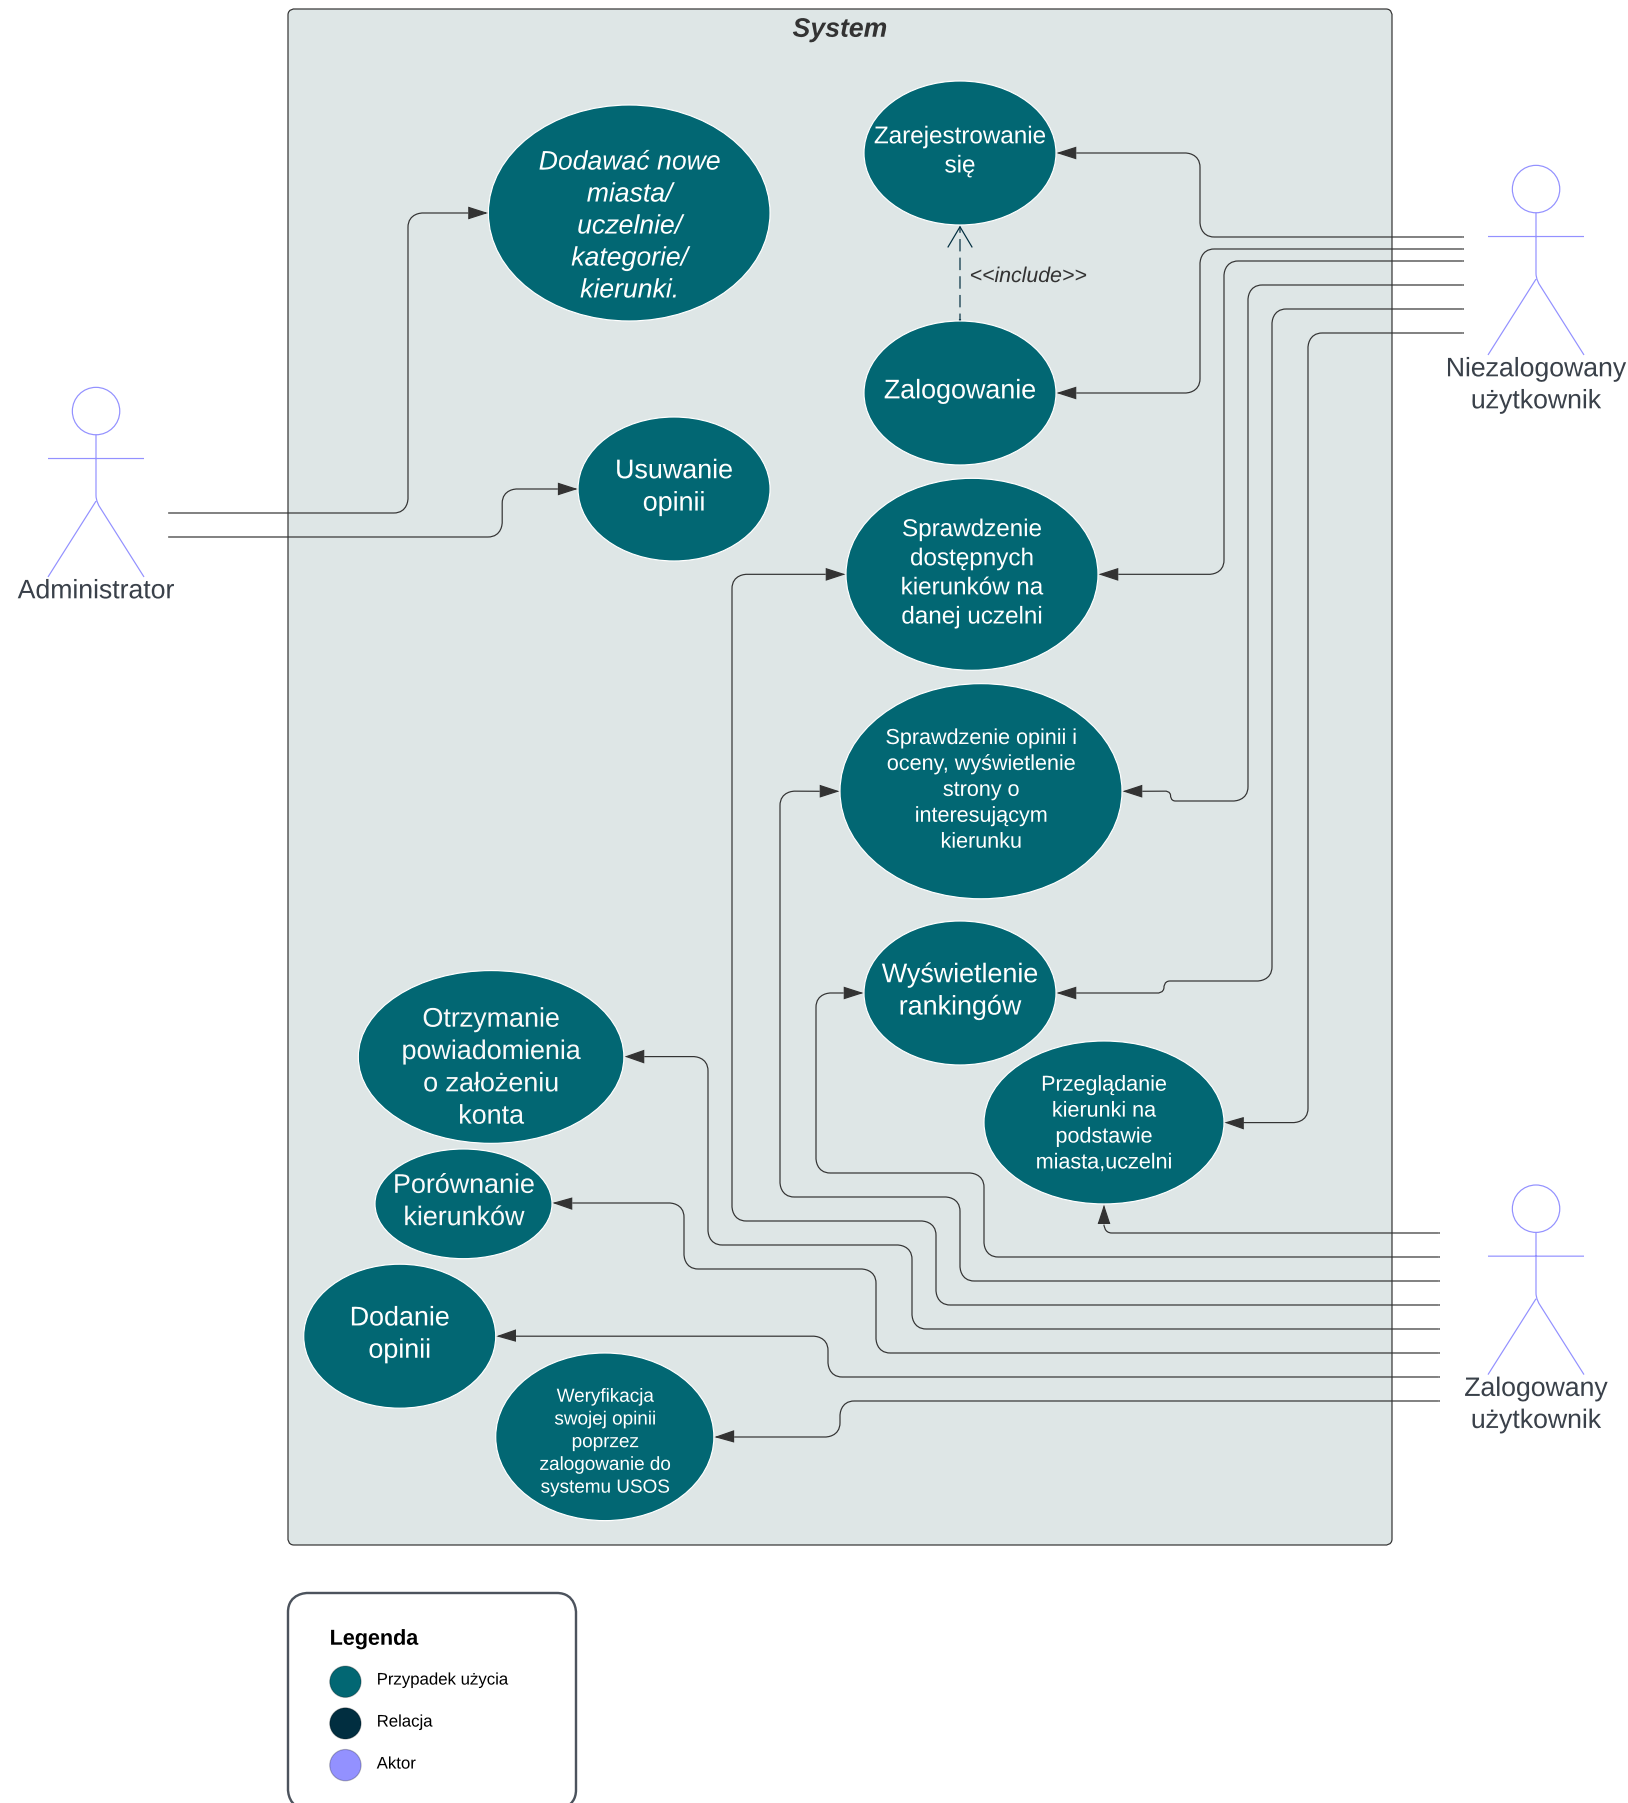 System
Dodawać nowe
miasta/
uczelnie/
kategorie/
kierunki.
Zarejestrowanie
się
<<include>>
Zalogowanie
Niezalogowany
użytkownik
Usuwanie
opinii
Administrator
Sprawdzenie
dostępnych
kierunków na
danej uczelni
Sprawdzenie opinii i
oceny, wyświetlenie
strony o
interesującym
kierunku
Wyświetlenie
rankingów
Otrzymanie
powiadomienia
o założeniu
konta
Przeglądanie
kierunki na
podstawie
miasta,uczelni
Porównanie
kierunków
Dodanie
opinii
Weryfikacja
swojej opinii
poprzez
zalogowanie do
systemu USOS
Zalogowany
użytkownik
Legenda
Przypadek użycia
Relacja
Aktor